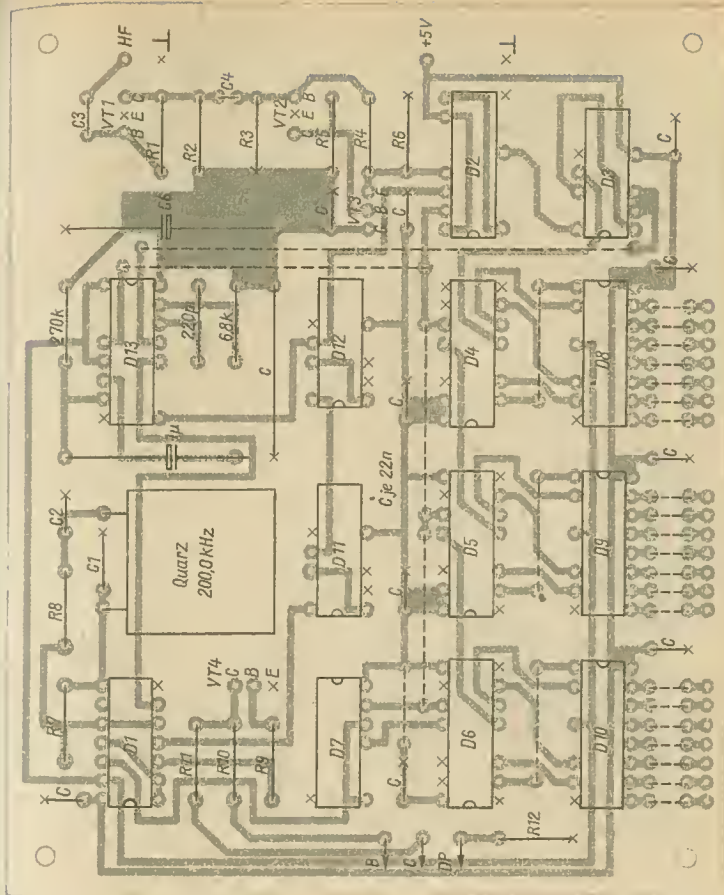 HF
+5V
C3
VT1
B E C
C4
VT2
C E B
R1
R2
R3
R5
R4
R6
D2
C6
C
VT3
C B E
C
D3
C
270k
D13
220p
6,8k
D12
C
C
1µ
C je 22n
D4
D8
C2
C1
R8
Quarz
200,0kHz
D11
C
D5
D9
C
R7
D1
VT4
C
B
E
R11
R10
R9
D7
C
D6
D10
C
C
B
C
DP
R12